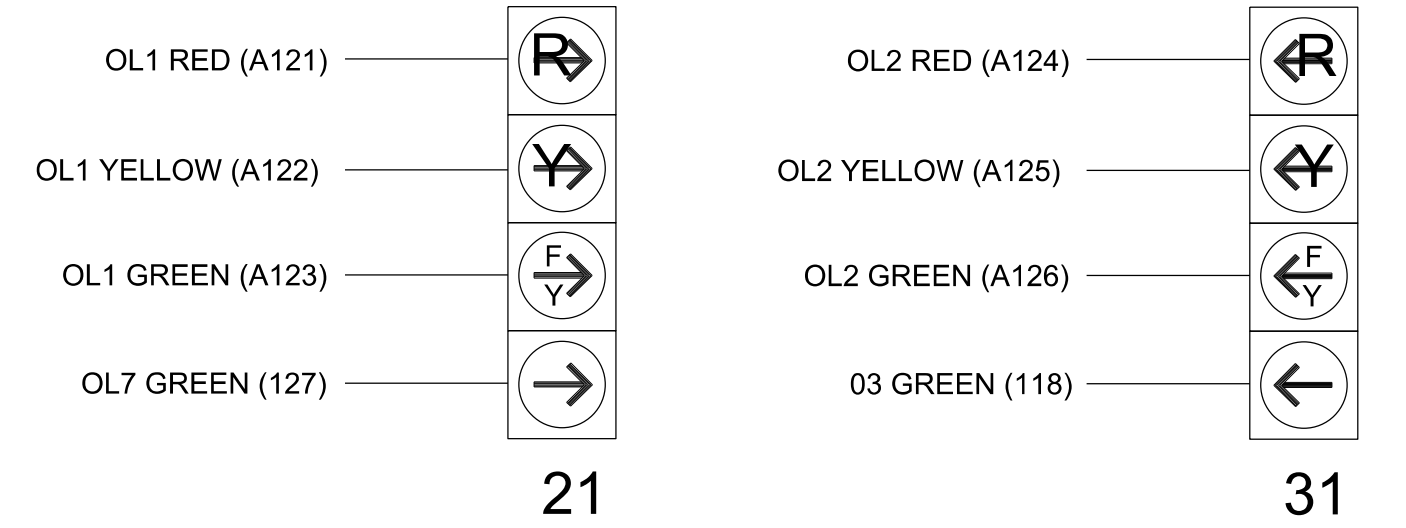 OL1 RED (A121)
R
OL1 YELLOW (A122)
Y
OL1 GREEN (A123)
F
Y
OL7 GREEN (127)
21
OL2 RED (A124)
R
OL2 YELLOW (A125)
Y
OL2 GREEN (A126)
F
Y
03 GREEN (118)
31